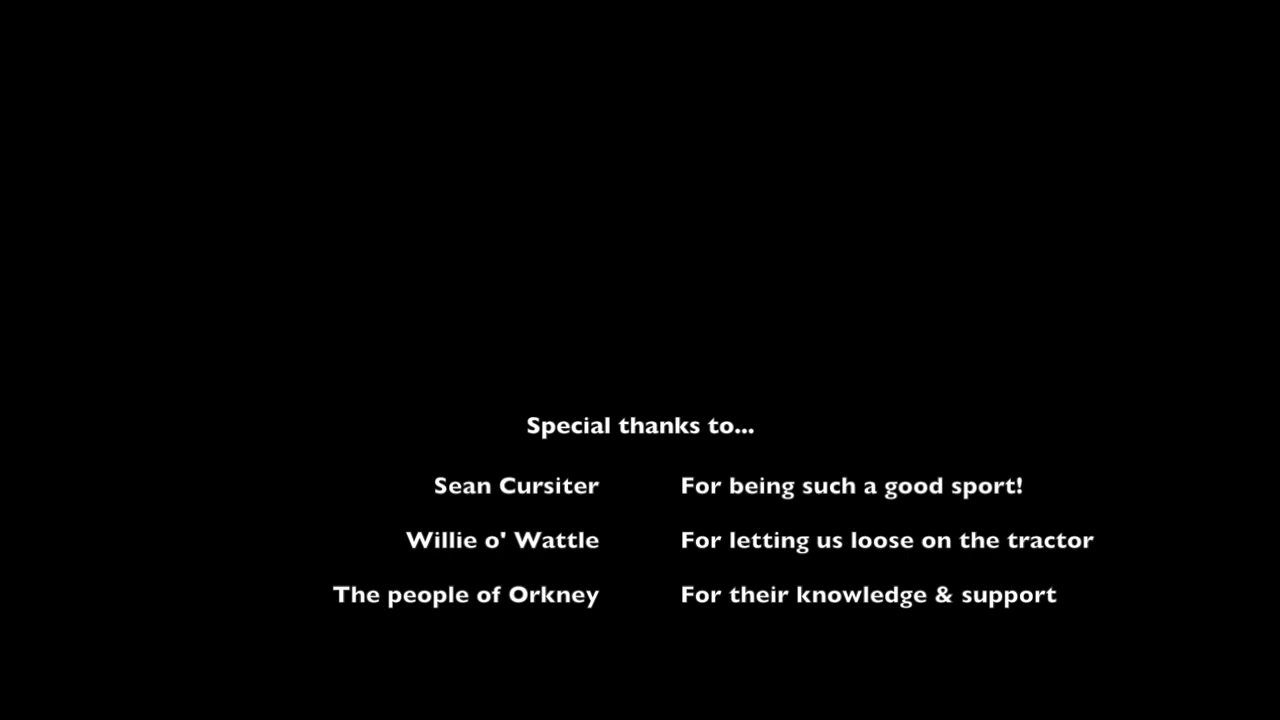 Special thanks to...
Sean Cursiter For being such a good sport!
Willie o' Wattle For letting us loose on the tractor
The people of Orkney For their knowledge & support